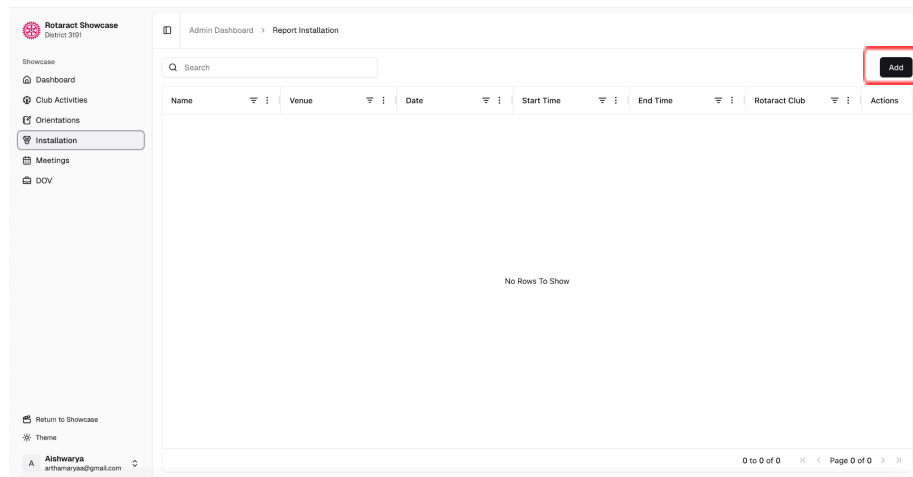 Rotaract Showcase
District 3191
Showcase
Dashboard
Club Activities
Orientations
Installation
Meetings
DOV
Return to Showcase
Theme
A
Aishwarya
arthamaryaa@gmail.com
Admin Dashboard > Report Installation
Search
Add
Name Venue Date Start Time End Time Rotaract Club Actions
No Rows To Show
0 to 0 of 0 Page 0 of 0